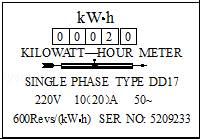 kW•h
0 0 0 2 0
KILOWATT—HOUR METER
SINGLE PHASE TYPE DD17
220V 10(20)A 50~
600Revs/(kW•h) SER NO: 5209233